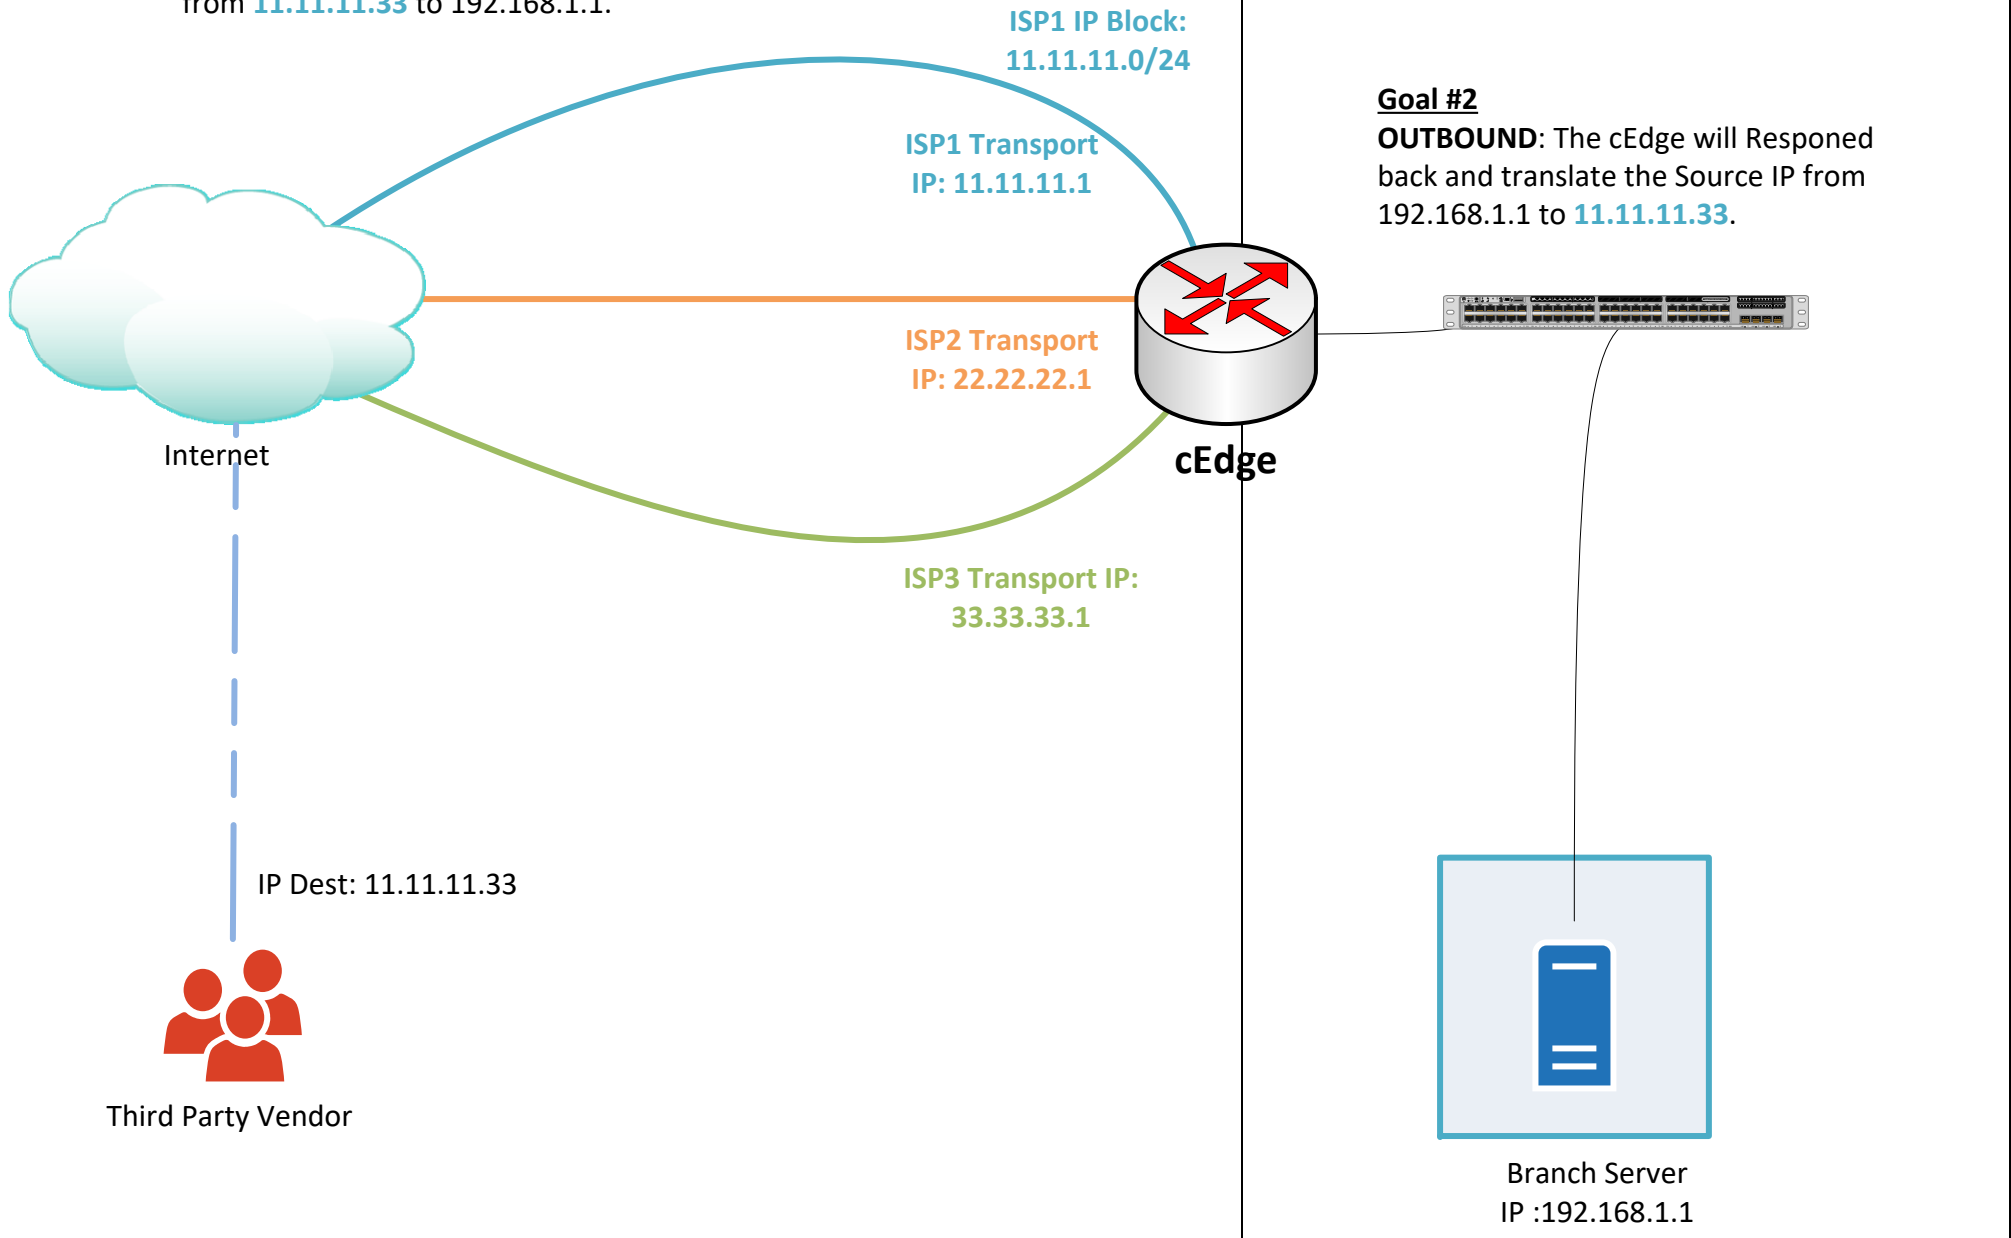 from 11.11.11.33 to 192.168.1.1.
ISP1 IP Block:
11.11.11.0/24
Goal #2
OUTBOUND: The cEdge will Responed
back and translate the Source IP from
192.168.1.1 to 11.11.11.33.
ISP1 Transport
IP: 11.11.11.1
ISP2 Transport
IP: 22.22.22.1
Internet
cEdge
ISP3 Transport IP:
33.33.33.1
IP Dest: 11.11.11.33
Third Party Vendor
Branch Server
IP :192.168.1.1